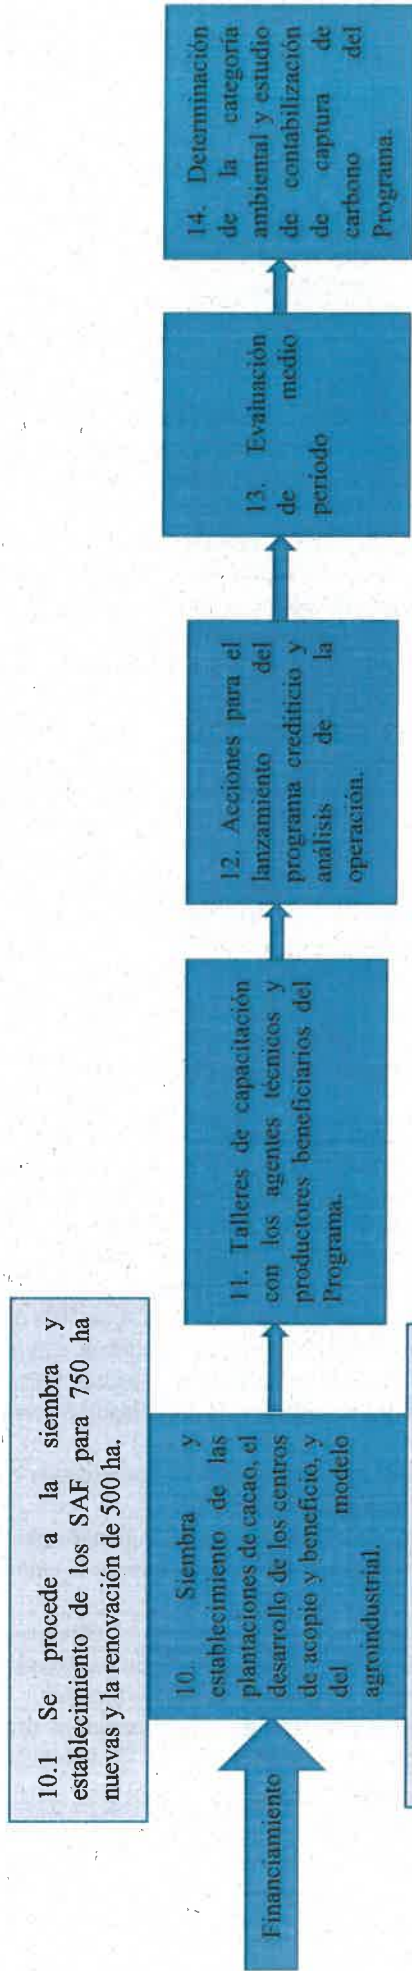 10.1 Se procede a la siembra y
establecimiento de los SAF para 750 ha
nuevas y la renovación de 500 ha.
Financiamiento
10. Siembra y
establecimiento de las
plantaciones de cacao, el
desarrollo de los centros
de acopio y beneficio, y
del modelo
agroindustrial.
11. Talleres de capacitación
con los agentes técnicos y
productores beneficiarios del
Programa.
12. Acciones para el
lanzamiento del
programa crediticio y
análisis de la
operación.
13. Evaluación
de medio
periodo
14. Determinación
de la categoría
ambiental y estudio
de contabilización
de captura de
carbono del
Programa.